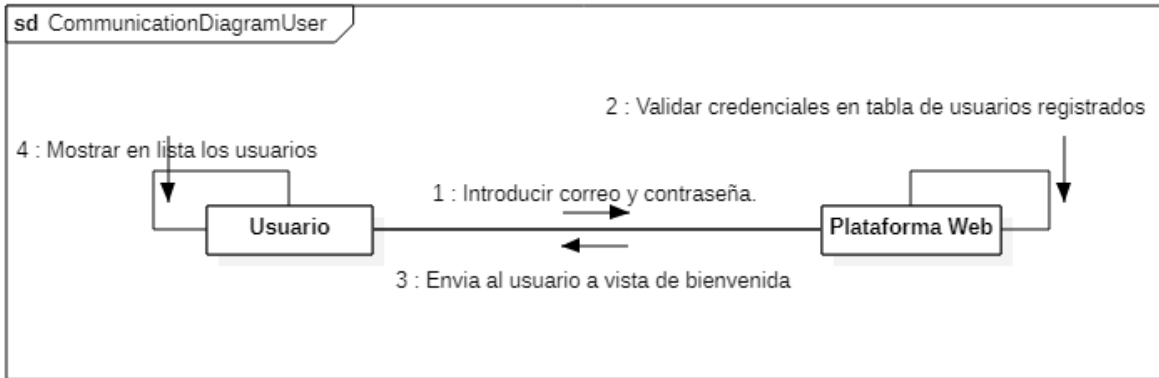 sd CommunicationDiagramUser
2 : Validar credenciales en tabla de usuarios registrados
4 : Mostrar en lista los usuarios
1 : Introducir correo y contraseña.
Usuario
Plataforma Web
3 : Envia al usuario a vista de bienvenida